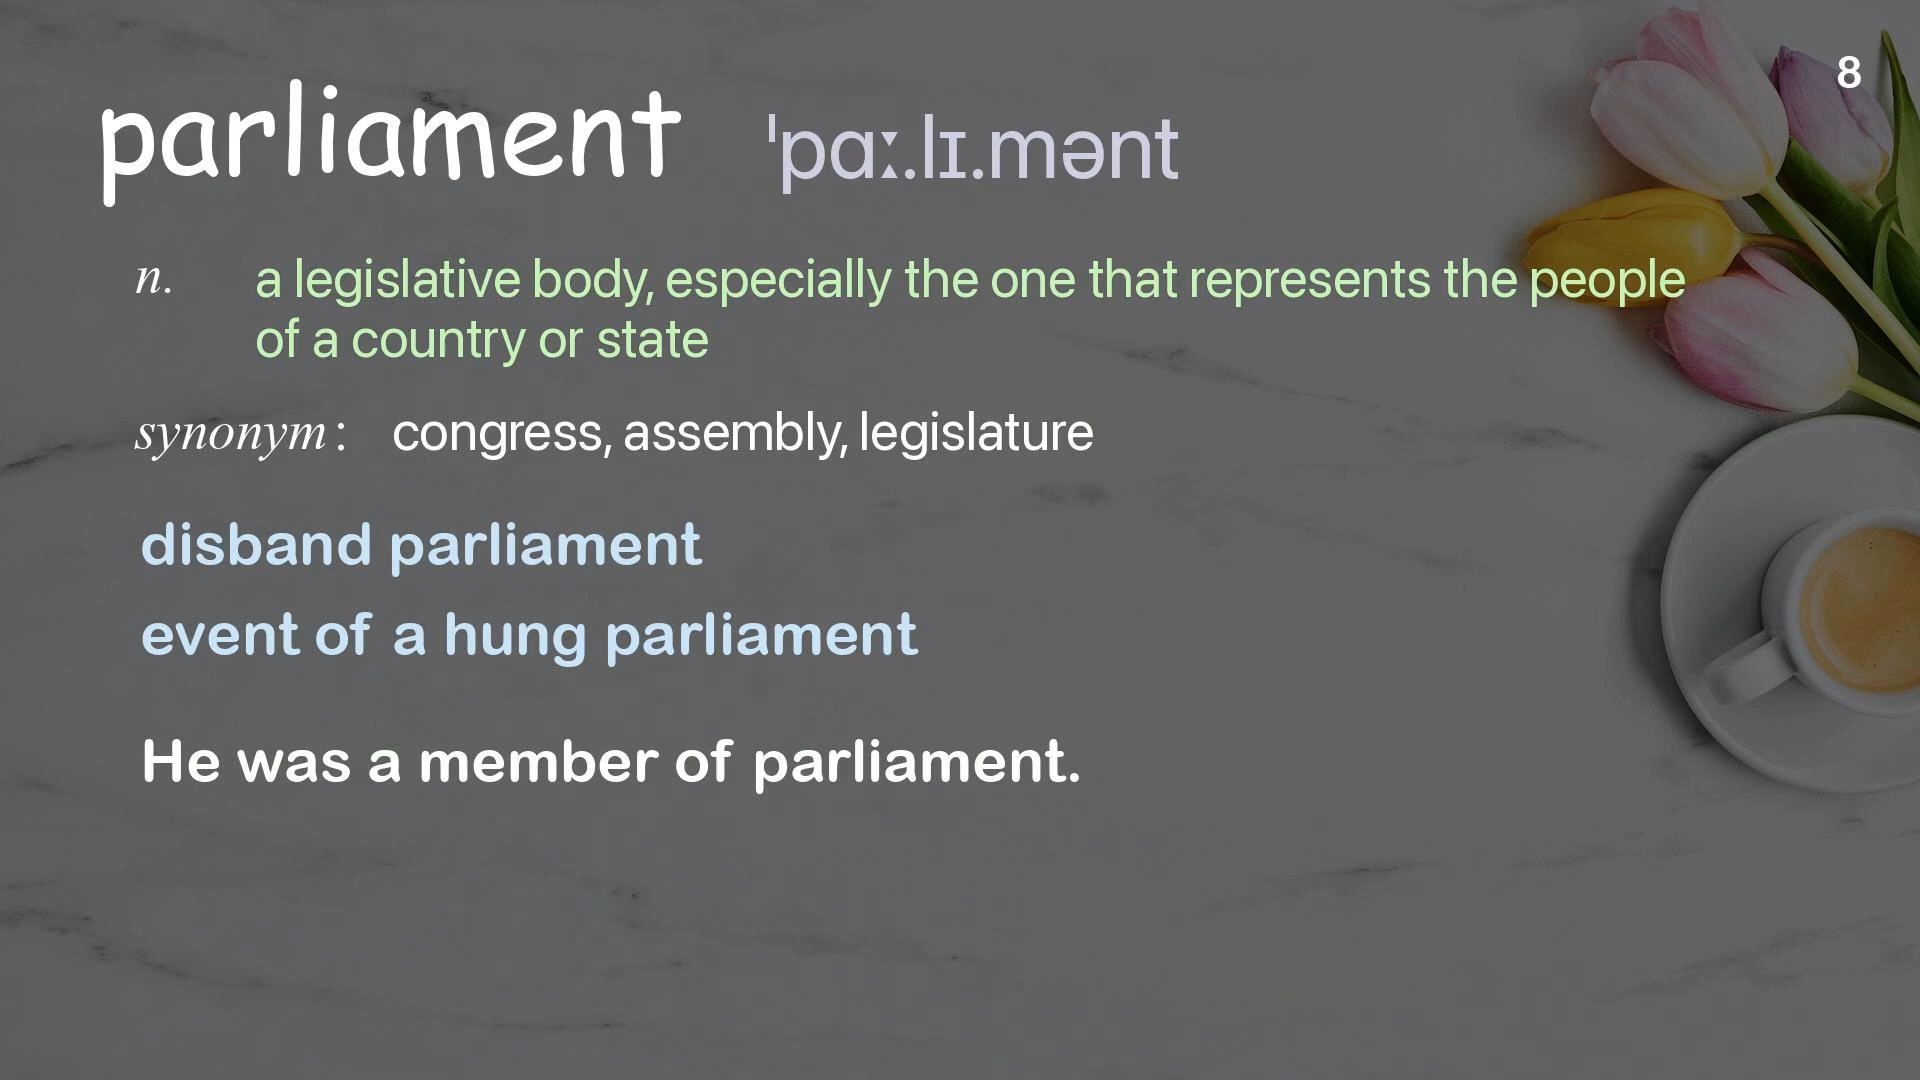 8
parliament ˈpɑː.lɪ.mənt
n. a legislative body, especially the one that represents the people
of a country or state
synonym: congress, assembly, legislature
disband parliament
event of a hung parliament
He was a member of parliament.